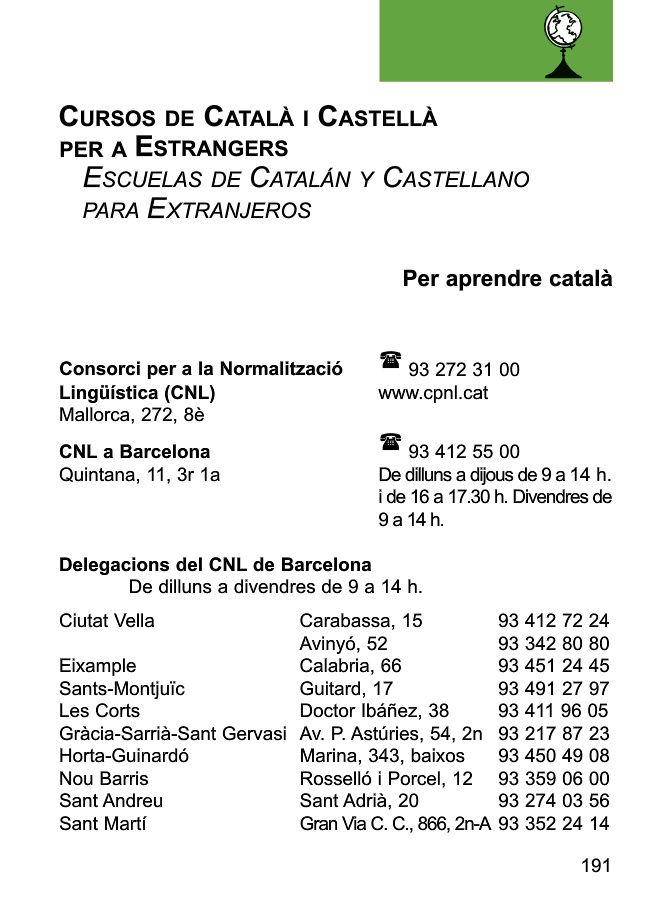 CURSOS DE CATALÀ I CASTELLÀ
PER A ESTRANGERS
ESCUELAS DE CATALÁN Y CASTELLANO
PARA EXTRANJEROS
Per aprendre català
Consorci per a la Normalització ☎ 93 272 31 00
Lingüística (CNL) www.cpnl.cat
Mallorca, 272, 8è
CNL a Barcelona ☎ 93 412 55 00
Quintana, 11, 3r 1a De dilluns a dijous de 9 a 14 h.
i de 16 a 17.30 h. Divendres de
9 a 14 h.
Delegacions del CNL de Barcelona
De dilluns a divendres de 9 a 14 h.
Ciutat Vella Carabassa, 15 93 412 72 24
Avinyó, 52 93 342 80 80
Eixample Calabria, 66 93 451 24 45
Sants-Montjuïc Guitard, 17 93 491 27 97
Les Corts Doctor Ibáñez, 38 93 411 96 05
Gràcia-Sarrià-Sant Gervasi Av. P. Astúries, 54, 2n 93 217 87 23
Horta-Guinardó Marina, 343, baixos 93 450 49 08
Nou Barris Rosselló i Porcel, 12 93 359 06 00
Sant Andreu Sant Adrià, 20 93 274 03 56
Sant Martí Gran Via C. C., 866, 2n-A 93 352 24 14
191